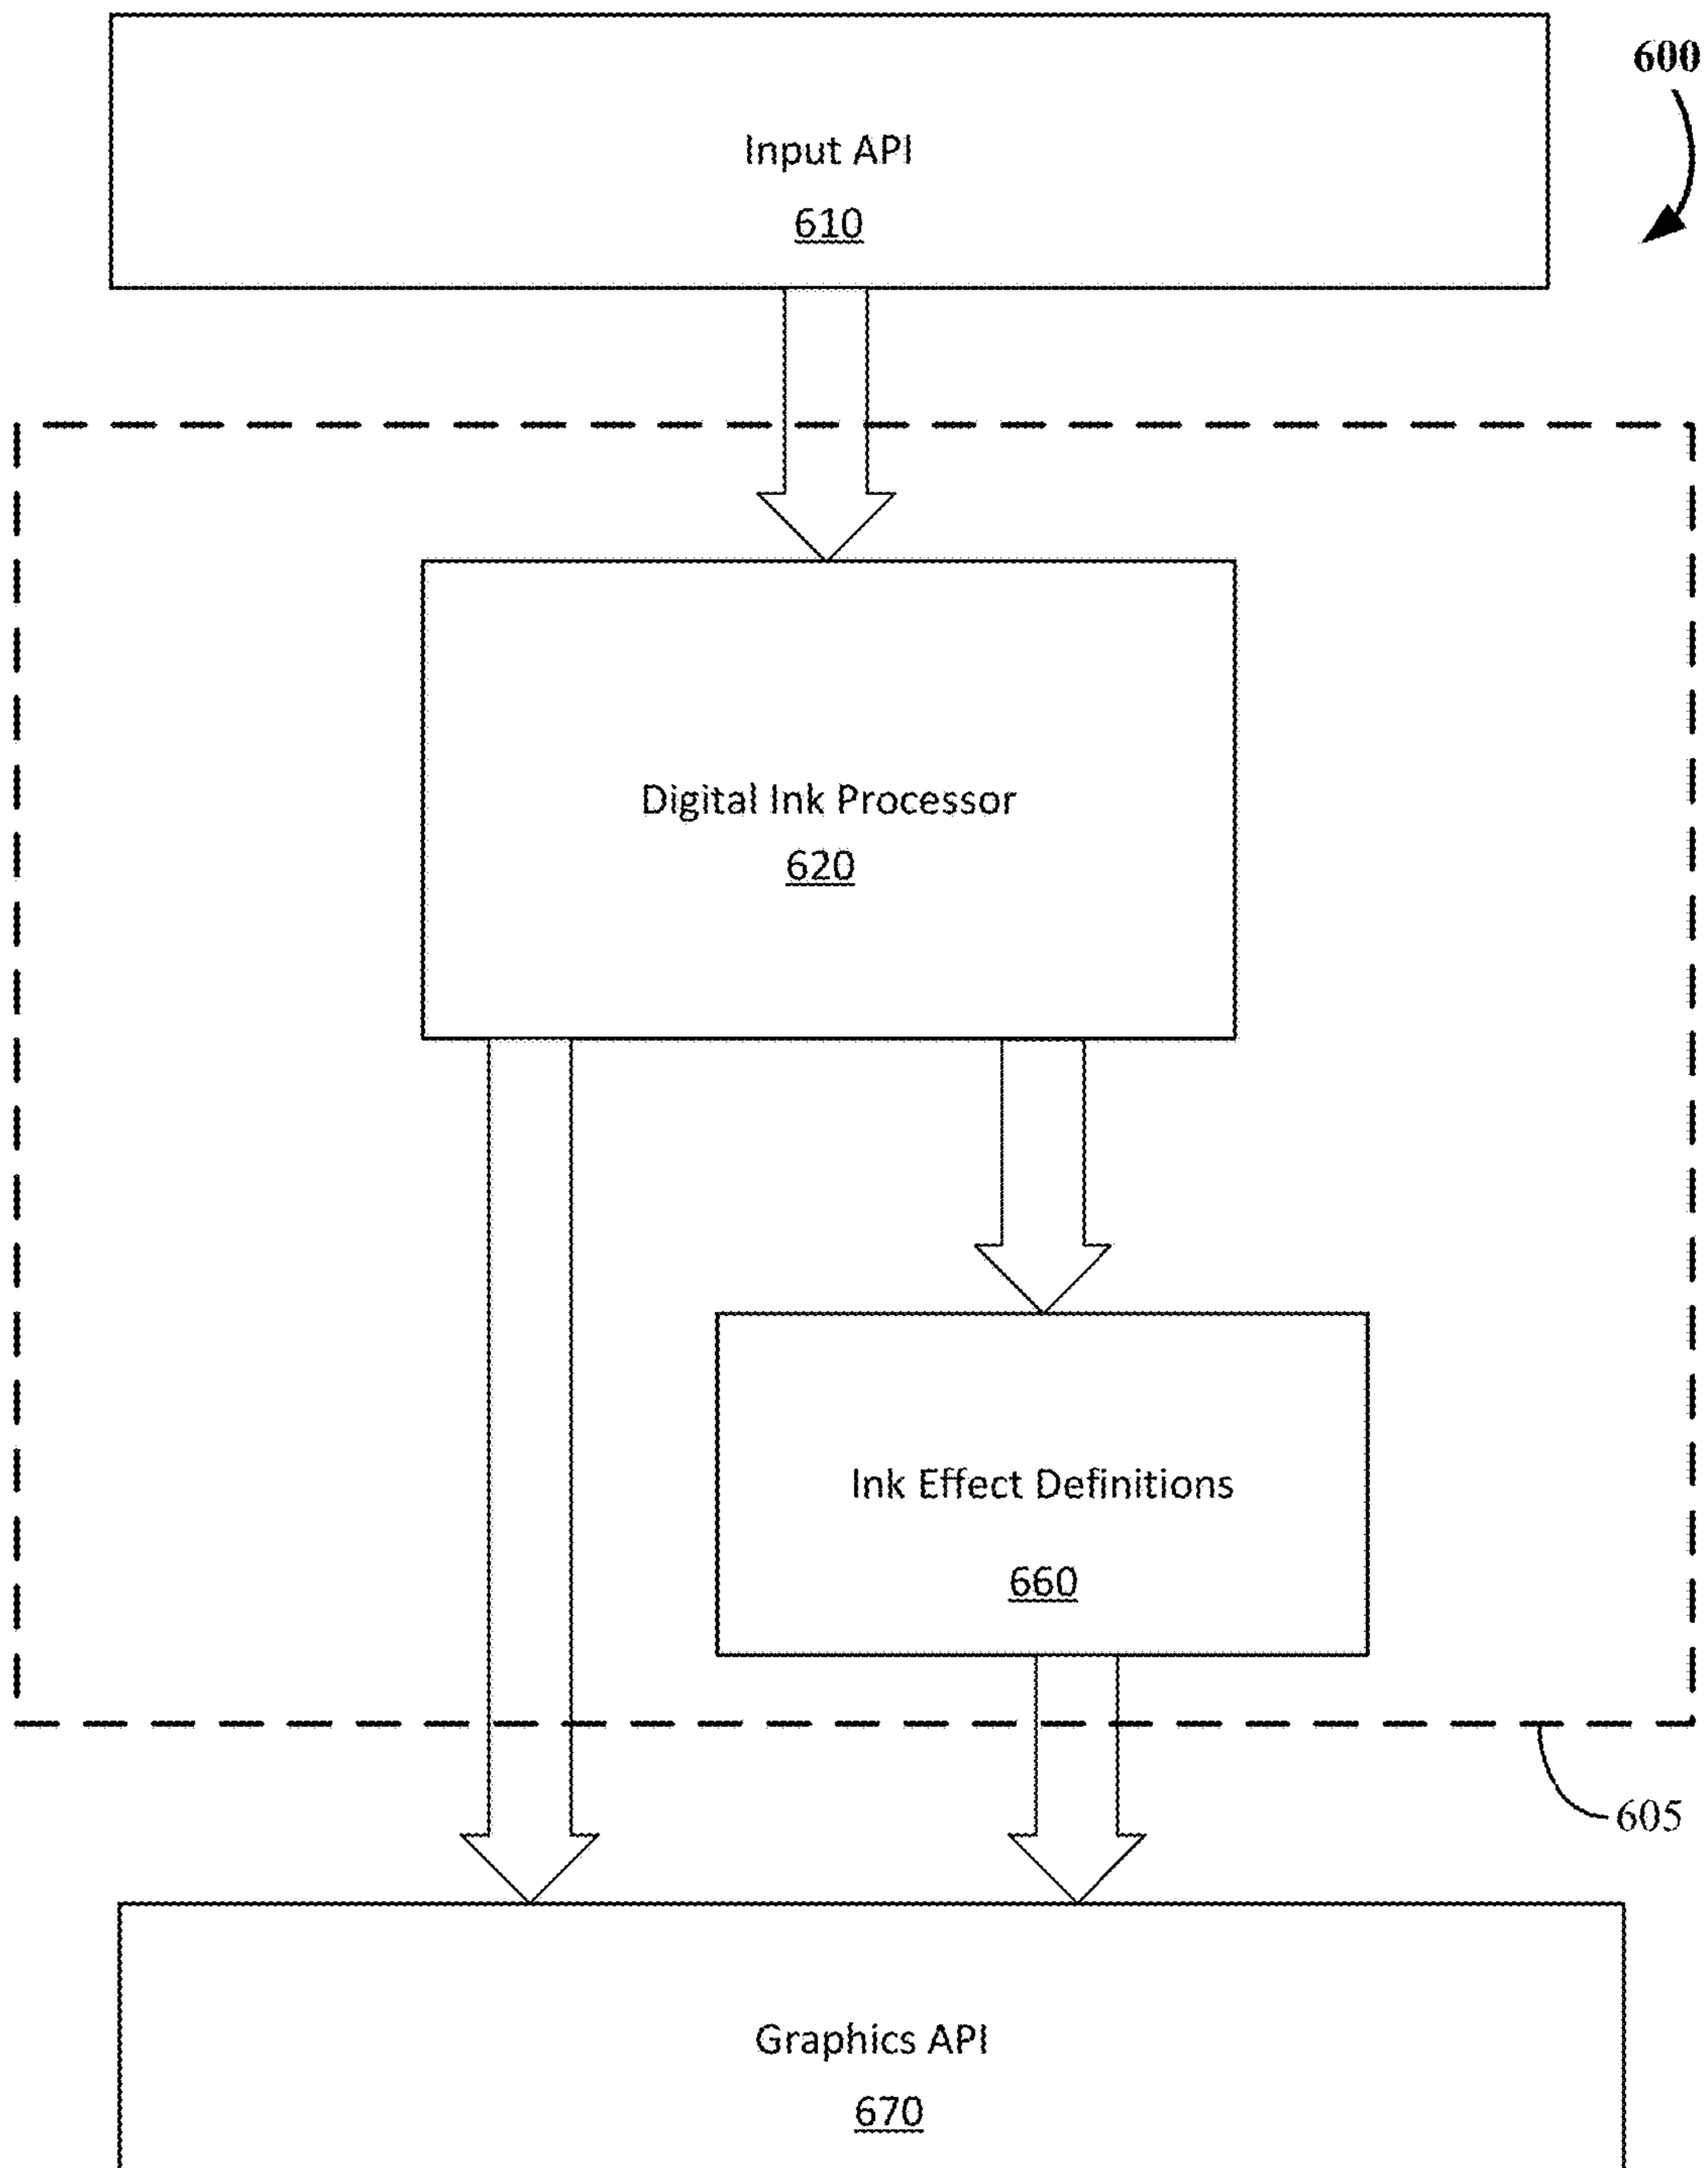 600
Input API
610
Digital Ink Processor
620
Ink Effect Definitions
660
605
Graphics API
670